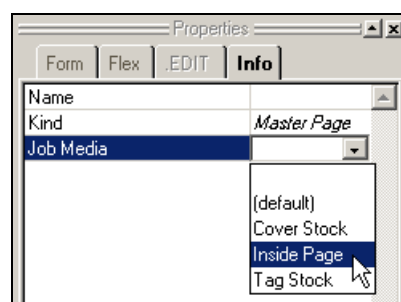 Properties
Form Flex .EDIT Info
Name
Kind Master Page
Job Media
(default)
Cover Stock
Inside Page
Tag Stock